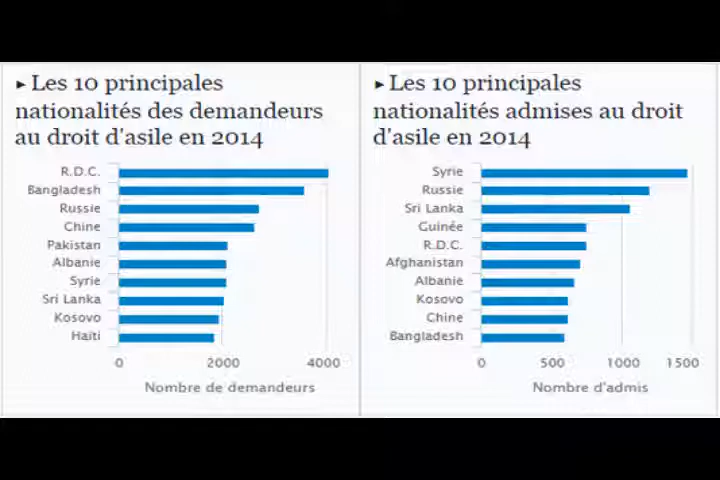 ► Les 10 principales
nationalités des demandeurs
au droit d'asile en 2014
R.D.C.
Bangladesh
Russie
Chine
Pakistan
Albanie
Syrie
Sri Lanka
Kosovo
Haïti
0 2000 4000
Nombre de demandeurs
► Les 10 principales
nationalités admises au droit
d'asile en 2014
Syrie
Russie
Sri Lanka
Guinée
R.D.C.
Afghanistan
Albanie
Kosovo
Chine
Bangladesh
0 500 1000 1500
Nombre d'admis